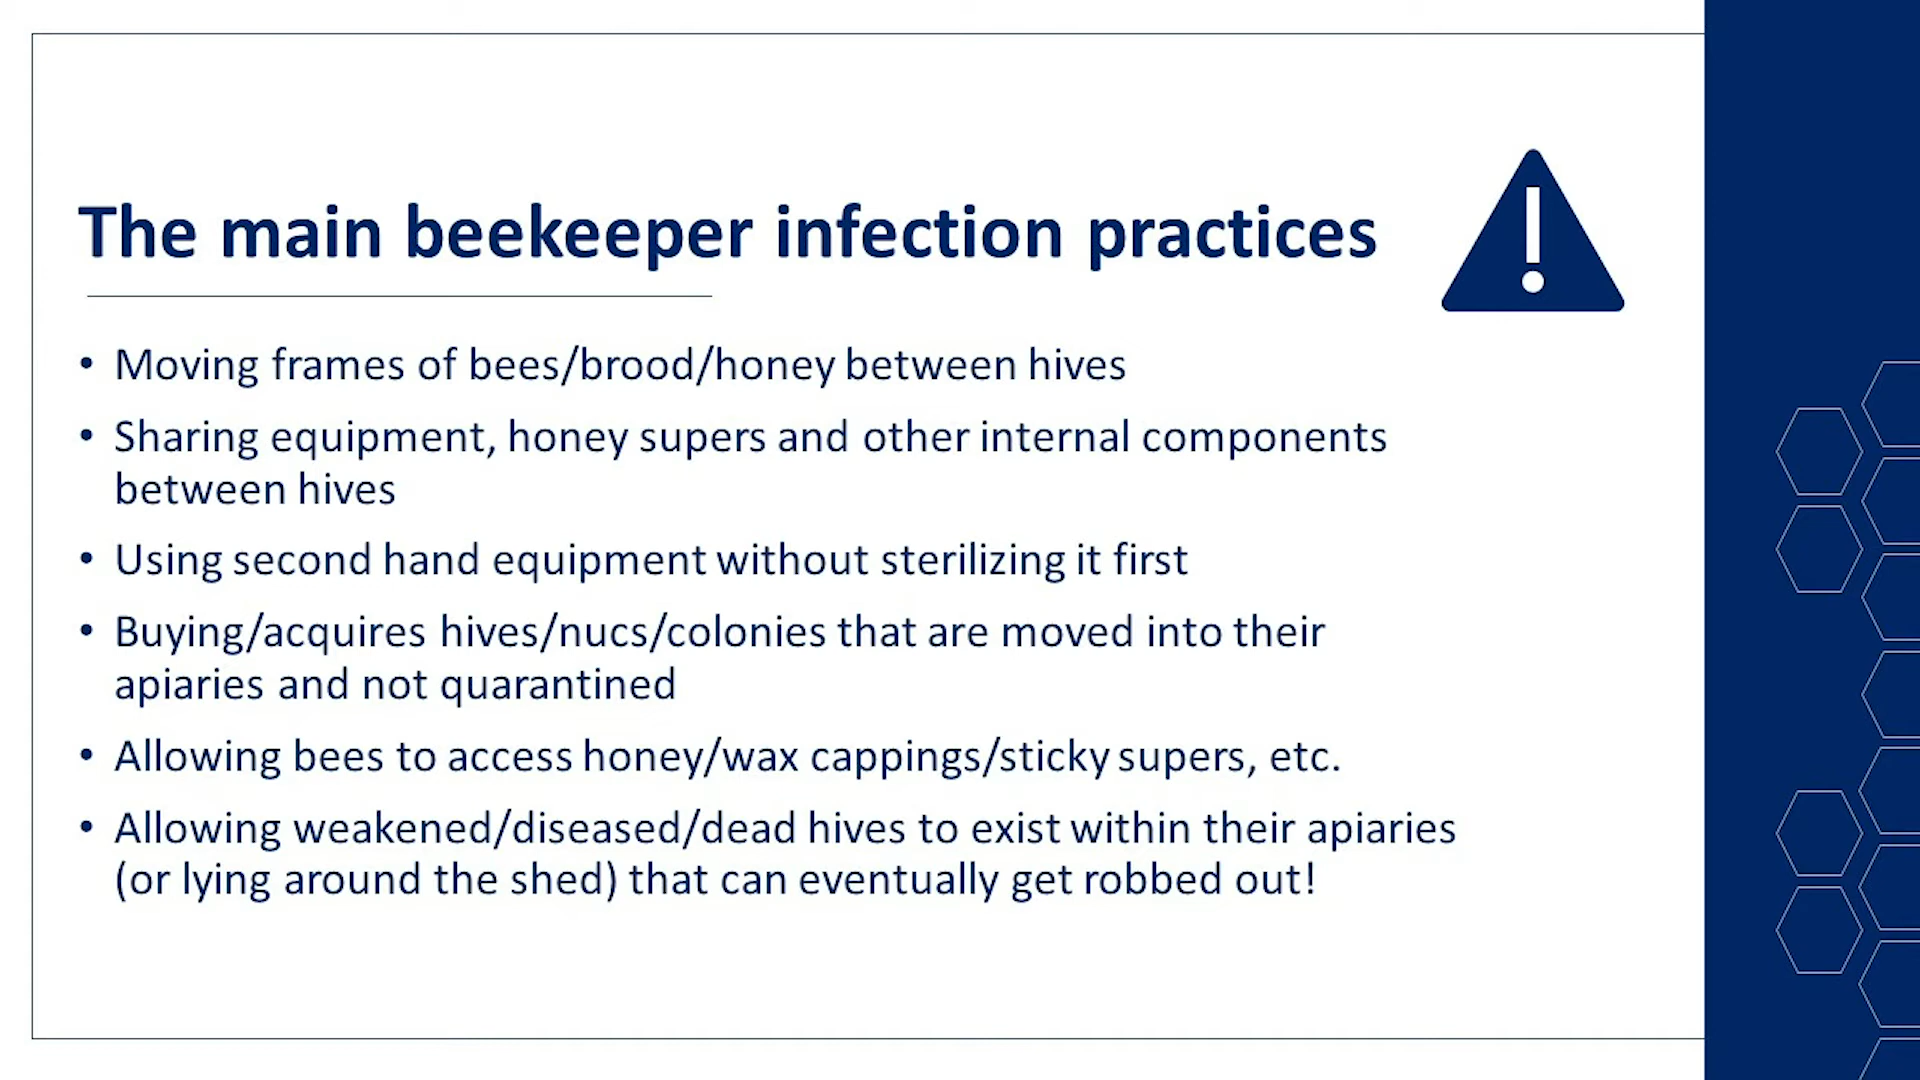 The main beekeeper infection practices
• Moving frames of bees/brood/honey between hives
• Sharing equipment, honey supers and other internal components
between hives
• Using second hand equipment without sterilizing it first
• Buying/acquires hives/nucs/colonies that are moved into their
apiaries and not quarantined
• Allowing bees to access honey/wax cappings/sticky supers, etc.
• Allowing weakened/diseased/dead hives to exist within their apiaries
(or lying around the shed) that can eventually get robbed out!